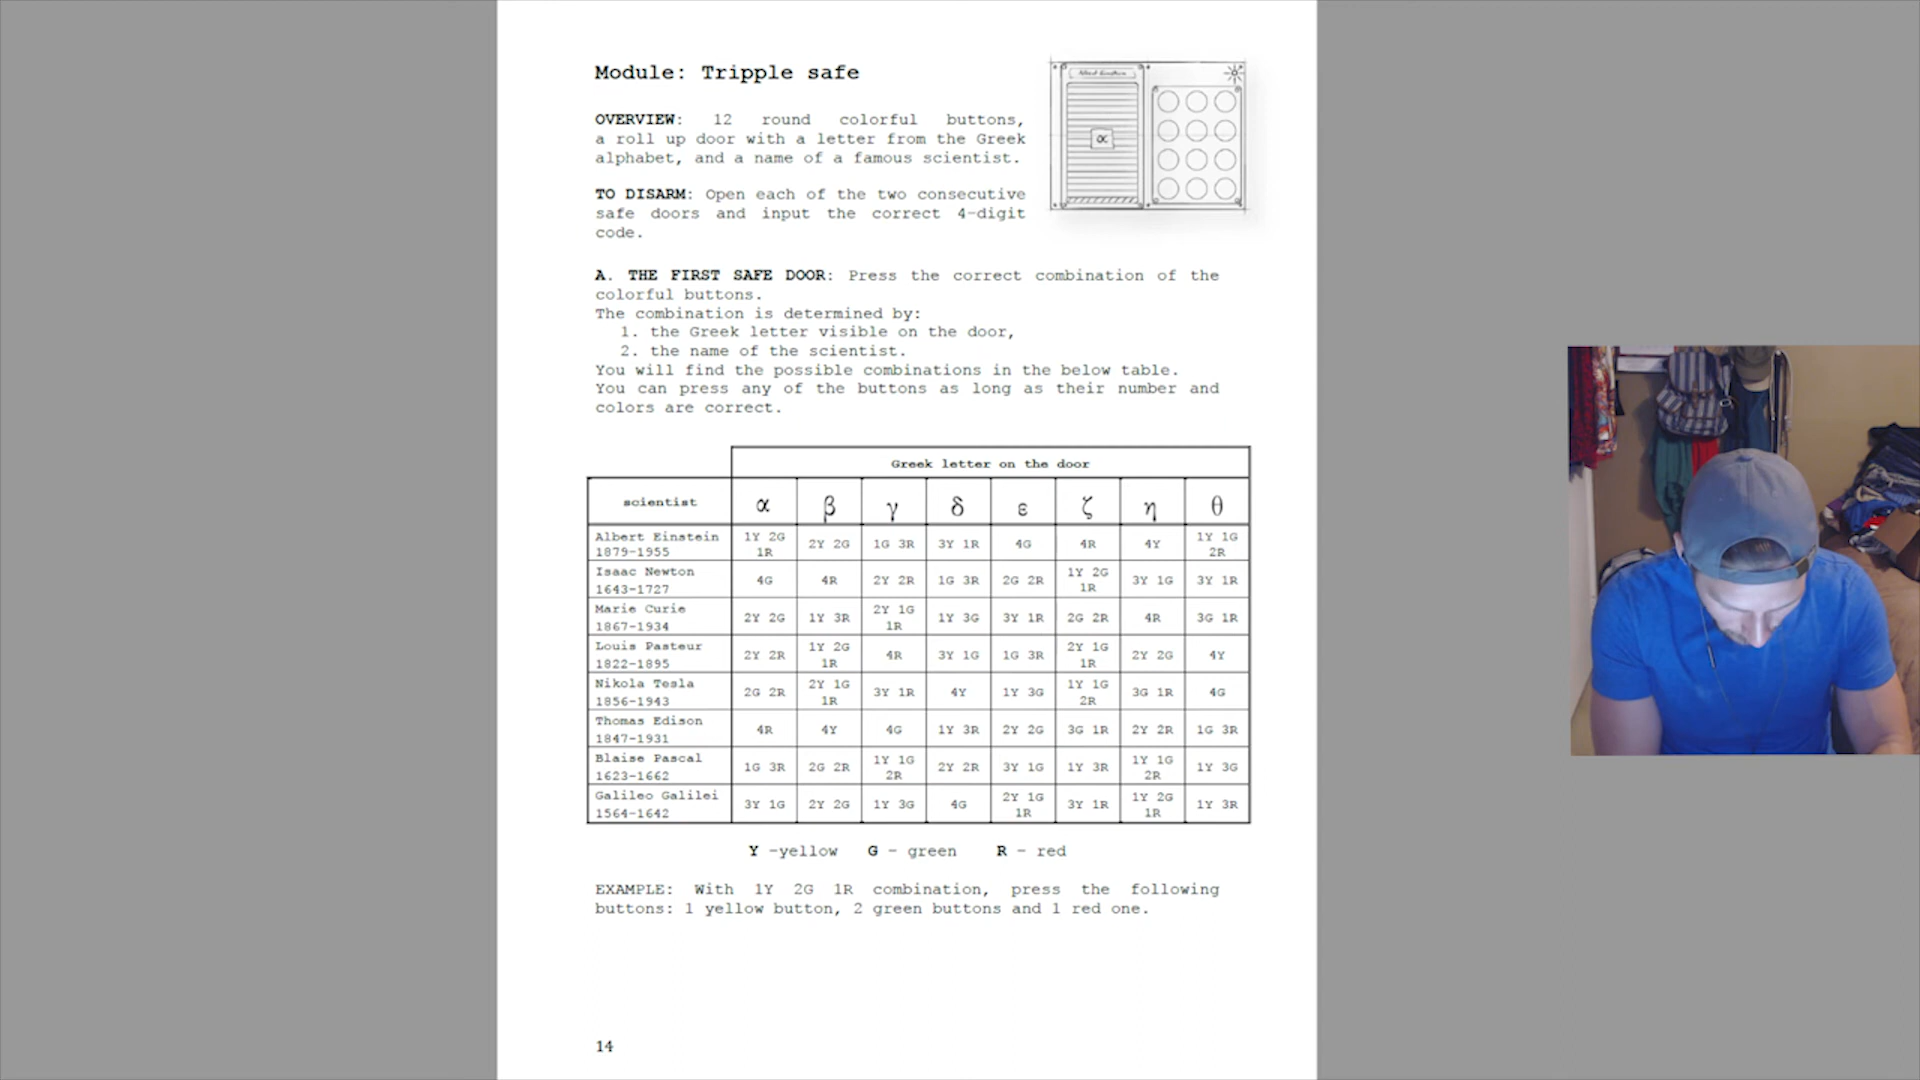 Module: Tripple safe
Albert Einstein
α
OVERVIEW: 12 round colorful buttons,
a roll up door with a letter from the Greek
alphabet, and a name of a famous scientist.
TO DISARM: Open each of the two consecutive
safe doors and input the correct 4-digit
code.
A. THE FIRST SAFE DOOR: Press the correct combination of the
colorful buttons.
The combination is determined by:
1. the Greek letter visible on the door,
2. the name of the scientist.
You will find the possible combinations in the below table.
You can press any of the buttons as long as their number and
colors are correct.
Greek letter on the door
scientist α β γ δ ε ζ η θ
Albert Einstein 1879-1955 1Y 2G 1R 2Y 2G 1G 3R 3Y 1R 4G 4R 4Y 1Y 1G 2R
Isaac Newton 1643-1727 4G 4R 2Y 2R 1G 3R 2G 2R 1Y 2G 1R 3Y 1G 3Y 1R
Marie Curie 1867-1934 2Y 2G 1Y 3R 2Y 1G 1R 1Y 3G 3Y 1R 2G 2R 4R 3G 1R
Louis Pasteur 1822-1895 2Y 2R 1Y 2G 1R 4R 3Y 1G 1G 3R 2Y 1G 1R 2Y 2G 4Y
Nikola Tesla 1856-1943 2G 2R 2Y 1G 1R 3Y 1R 4Y 1Y 3G 1Y 1G 2R 3G 1R 4G
Thomas Edison 1847-1931 4R 4Y 4G 1Y 3R 2Y 2G 3G 1R 2Y 2R 1G 3R
Blaise Pascal 1623-1662 1G 3R 2G 2R 1Y 1G 2R 2Y 2R 3Y 1G 1Y 3R 1Y 1G 2R 1Y 3G
Galileo Galilei 1564-1642 3Y 1G 2Y 2G 1Y 3G 4G 2Y 1G 1R 3Y 1R 1Y 2G 1R 1Y 3R
Y -yellow G - green R - red
EXAMPLE: With 1Y 2G 1R combination, press the following
buttons: 1 yellow button, 2 green buttons and 1 red one.
14